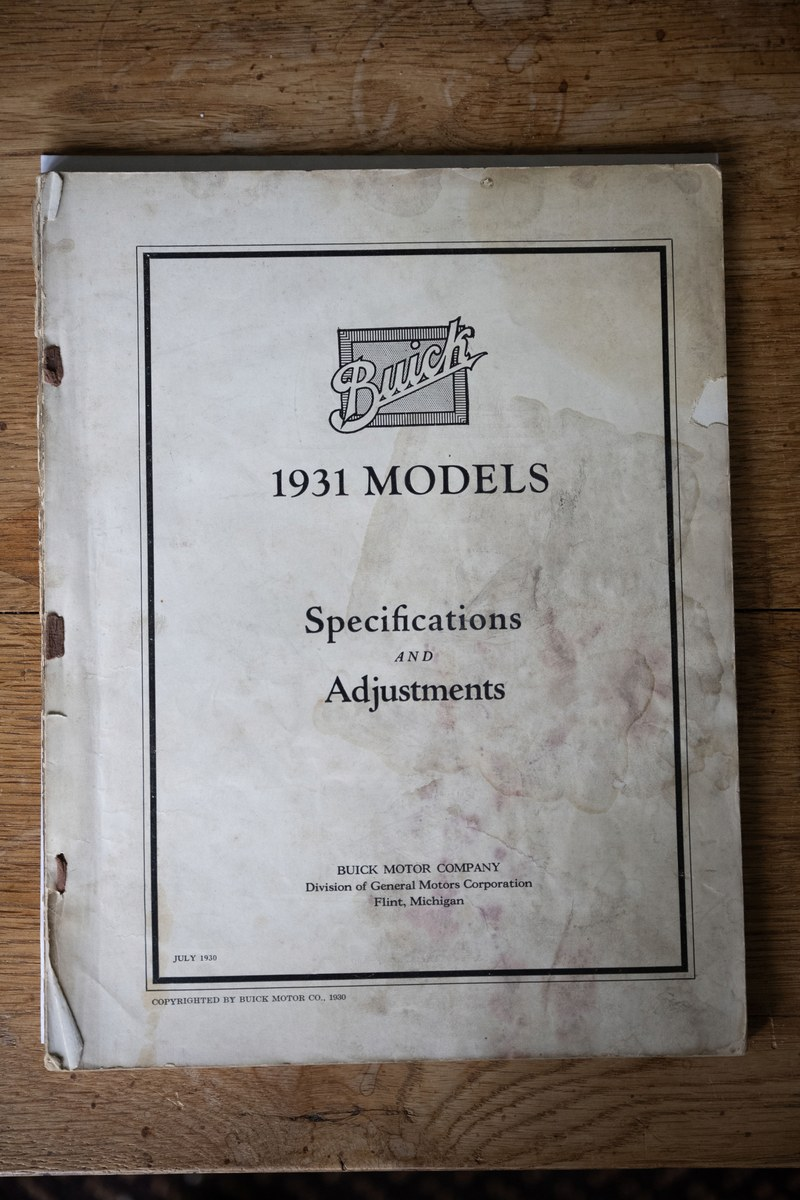 Buick
1931 MODELS
Specifications
AND
Adjustments
BUICK MOTOR COMPANY
Division of General Motors Corporation
Flint, Michigan
JULY 1930
COPYRIGHTED BY BUICK MOTOR CO., 1930